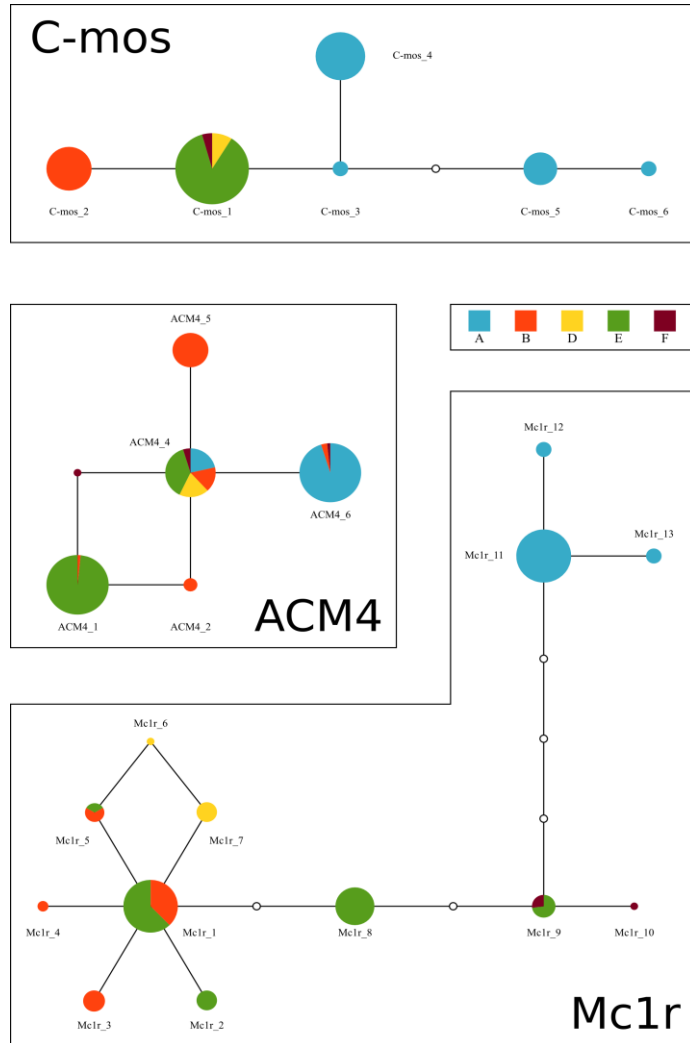 C-mos
C-mos_4
C-mos_2 C-mos_1 C-mos_3 C-mos_5 C-mos_6
ACM4_5
ACM4_4
ACM4_6
ACM4_1 ACM4_2
ACM4
A B D E F
Mc1r_12
Mc1r_11 Mc1r_13
Mc1r_6
Mc1r_5 Mc1r_7
Mc1r_4 Mc1r_1 Mc1r_8 Mc1r_9 Mc1r_10
Mc1r_3 Mc1r_2
Mc1r